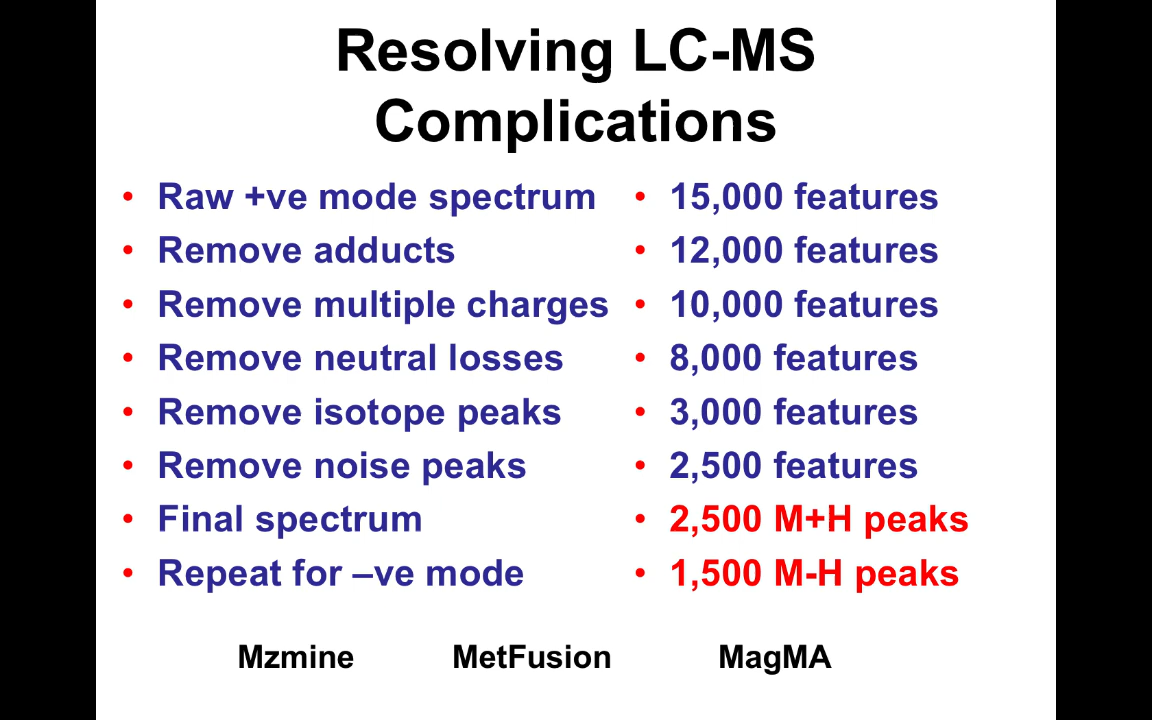 Resolving LC-MS
Complications
• Raw +ve mode spectrum • 15,000 features
• Remove adducts • 12,000 features
• Remove multiple charges • 10,000 features
• Remove neutral losses • 8,000 features
• Remove isotope peaks • 3,000 features
• Remove noise peaks • 2,500 features
• Final spectrum • 2,500 M+H peaks
• Repeat for –ve mode • 1,500 M-H peaks
Mzmine MetFusion MagMA